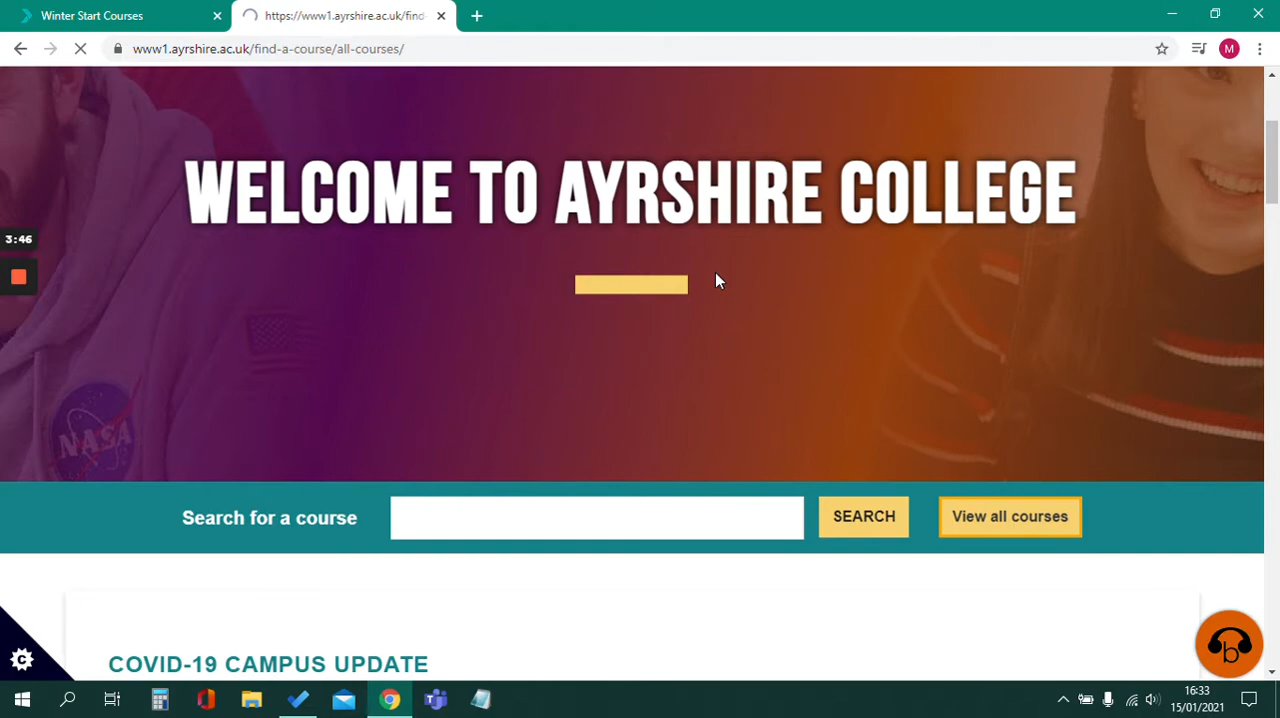 Winter Start Courses
https://www1.ayrshire.ac.uk/find-
www1.ayrshire.ac.uk/find-a-course/all-courses/
M
WELCOME TO AYRSHIRE COLLEGE
3:46
NASA
Search for a course
SEARCH
View all courses
COVID-19 CAMPUS UPDATE
C
b
16:33
15/01/2021